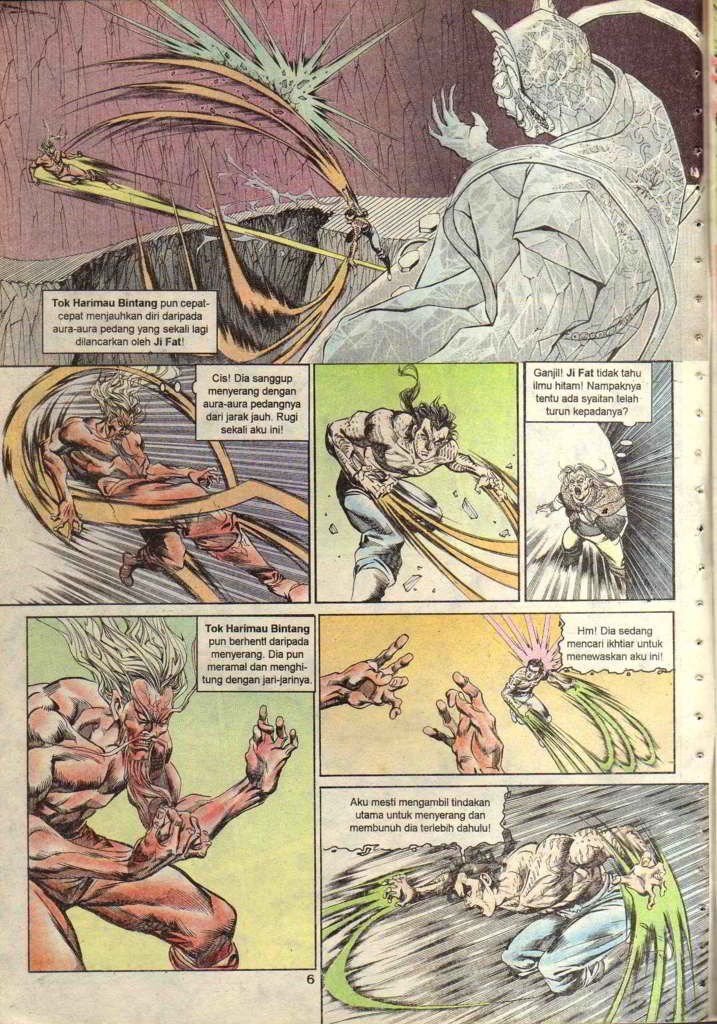 Tok Harimau Bintang pun cepat-
cepat menjauhkan diri daripada
aura-aura pedang yang sekali lagi
dilancarkan oleh Ji Fat!
Cis! Dia sanggup
menyerang dengan
aura-aura pedangnya
dari jarak jauh. Rugi
sekali aku ini!
Ganjil! Ji Fat tidak tahu
ilmu hitam! Nampaknya
tentu ada syaitan telah
turun kepadanya?
Tok Harimau Bintang
pun berhent! daripada
menyerang. Dia pun
meramal dan menghi-
tung dengan jari-jarinya.
Hm! Dia sedang
mencari ikhtiar untuk
menewaskan aku ini!
Aku mesti mengambil tindakan
utama untuk menyerang dan
membunuh dia terlebih dahulu!
6